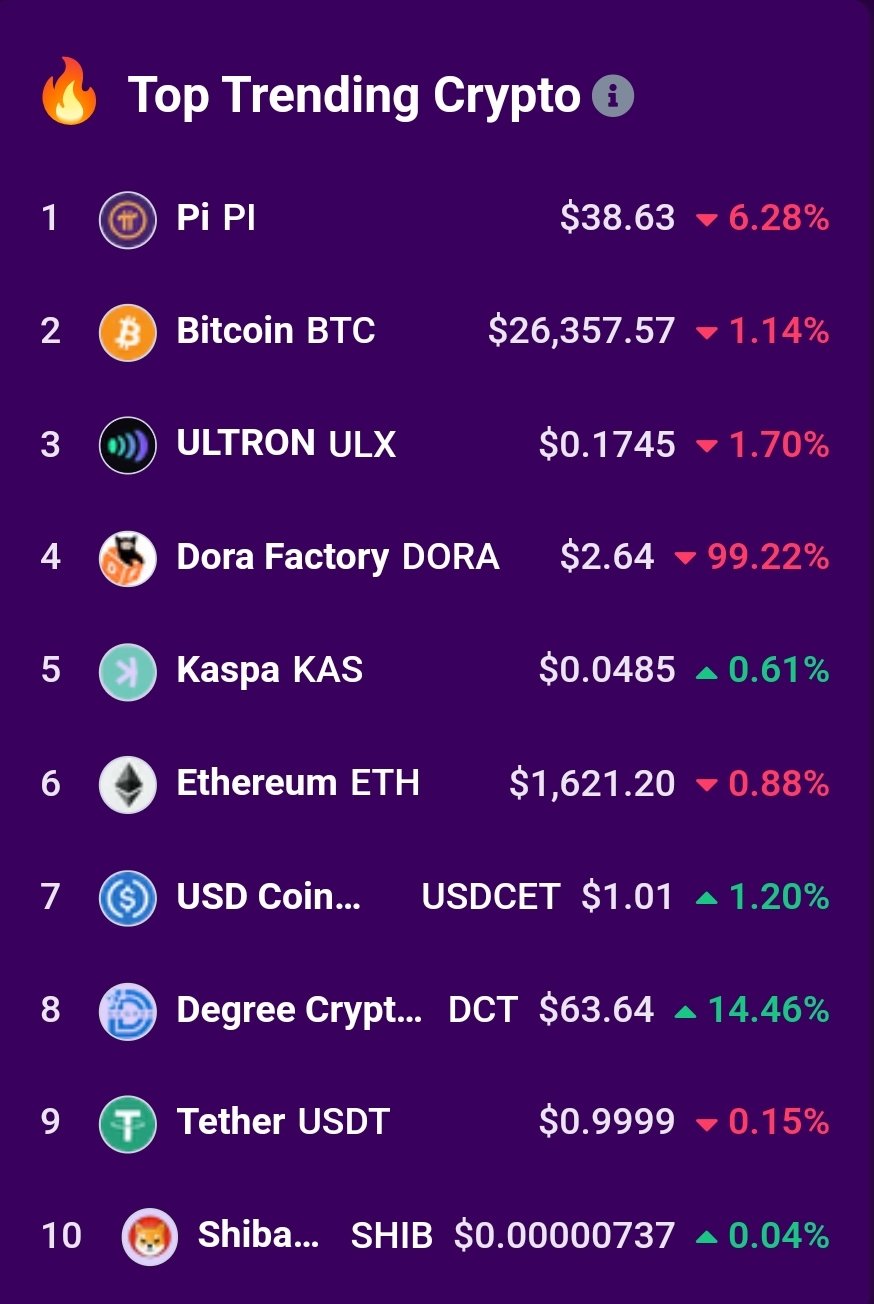 Top Trending Crypto
1 Pi PI $38.63 6.28%
2 Bitcoin BTC $26,357.57 1.14%
3 ULTRON ULX $0.1745 1.70%
4 Dora Factory DORA $2.64 99.22%
5 Kaspa KAS $0.0485 0.61%
6 Ethereum ETH $1,621.20 0.88%
7 USD Coin... USDCET $1.01 1.20%
8 Degree Crypt... DCT $63.64 14.46%
9 Tether USDT $0.9999 0.15%
10 Shiba... SHIB $0.00000737 0.04%